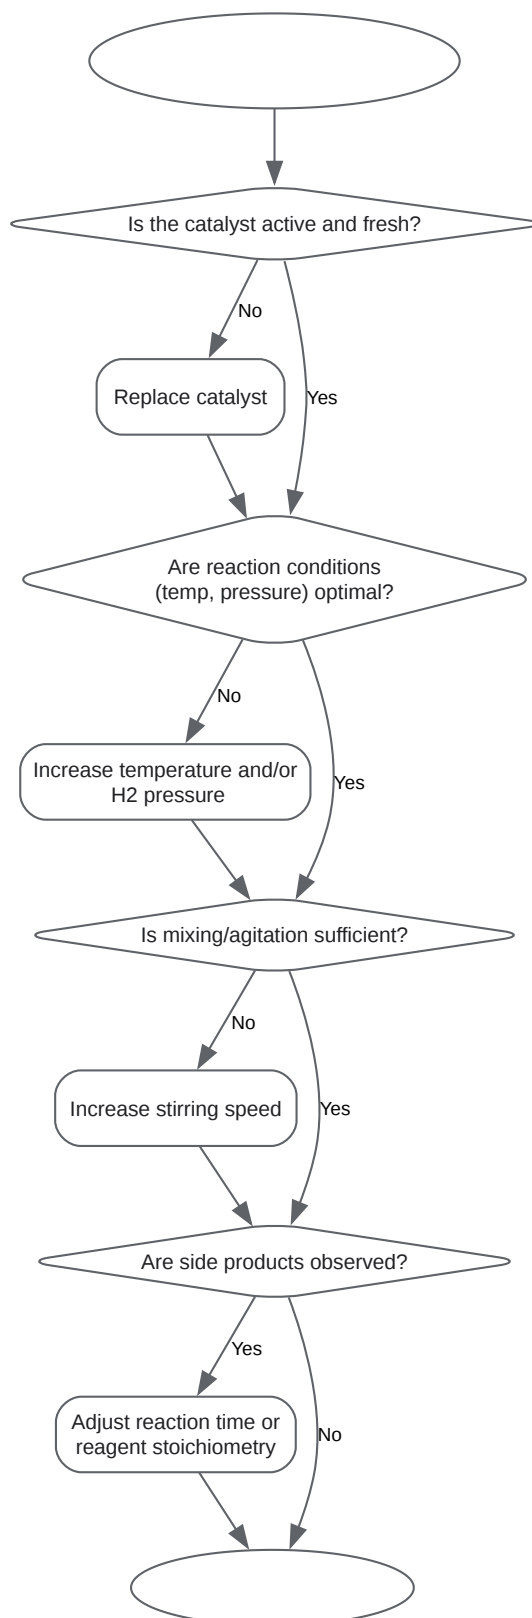 Is the catalyst active and fresh?
No
Replace catalyst
Yes
Are reaction conditions
(temp, pressure) optimal?
No
Increase temperature and/or
H2 pressure
Yes
Is mixing/agitation sufficient?
No
Increase stirring speed
Yes
Are side products observed?
Yes
Adjust reaction time or
reagent stoichiometry
No